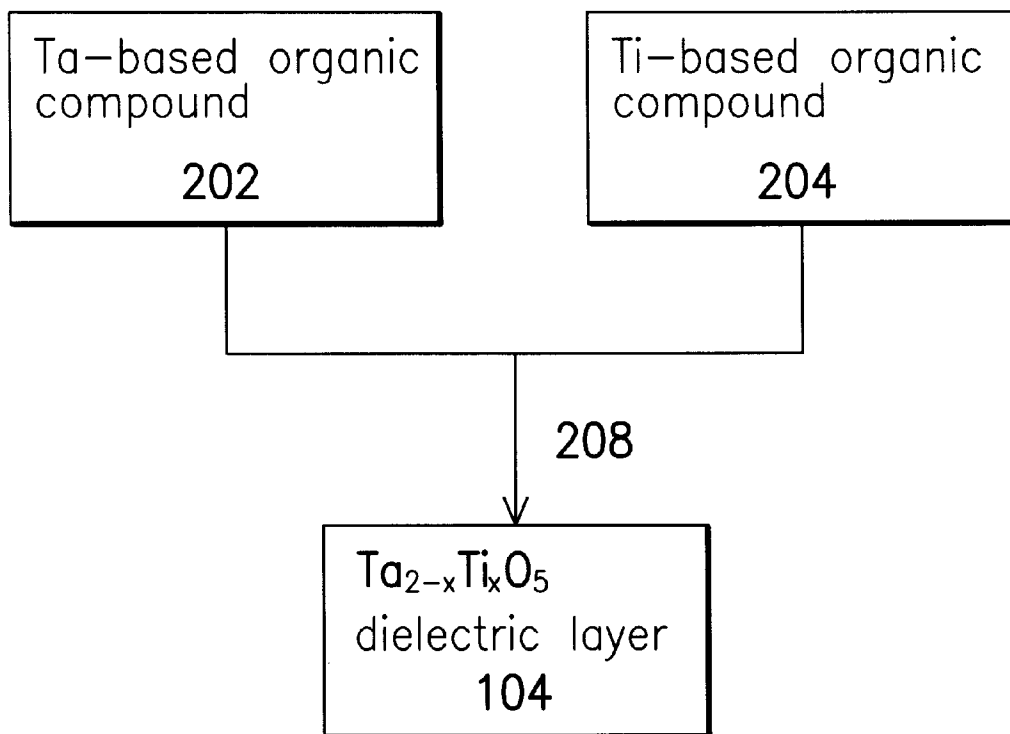 Ta-based organic
compound
202
Ti-based organic
compound
204
208
Ta₂₋ₓTiₓO₅
dielectric layer
104